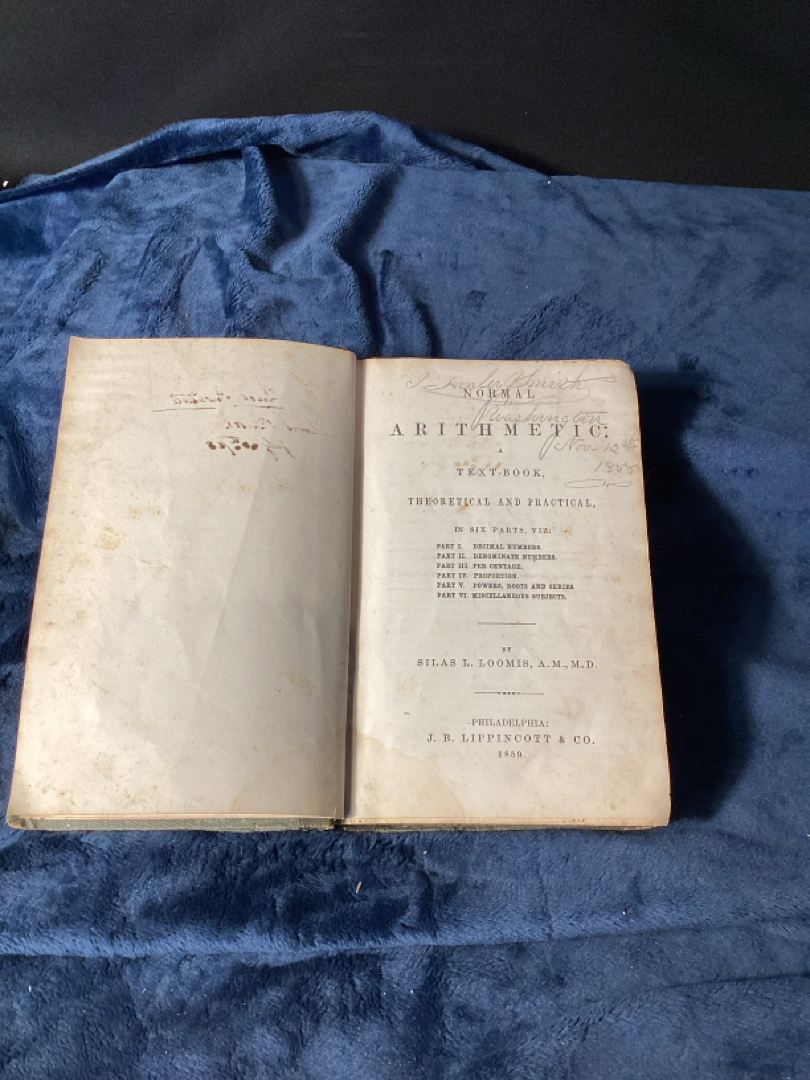 NORMAL
Washington
ARITHMETIC:
Nov- 12th
1858
A
TEXT-BOOK,
THEORETICAL AND PRACTICAL,
IN SIX PARTS, VIZ:
PART I. DECIMAL NUMBERS.
PART II. DENOMINATE NUMBERS.
PART III. PER CENTAGE.
PART IV. PROPORTION.
PART V. POWERS, ROOTS AND SERIES.
PART VI. MISCELLANEOUS SUBJECTS.
BY
SILAS L. LOOMIS, A.M., M.D.
PHILADELPHIA:
J. B. LIPPINCOTT & CO.
1859.